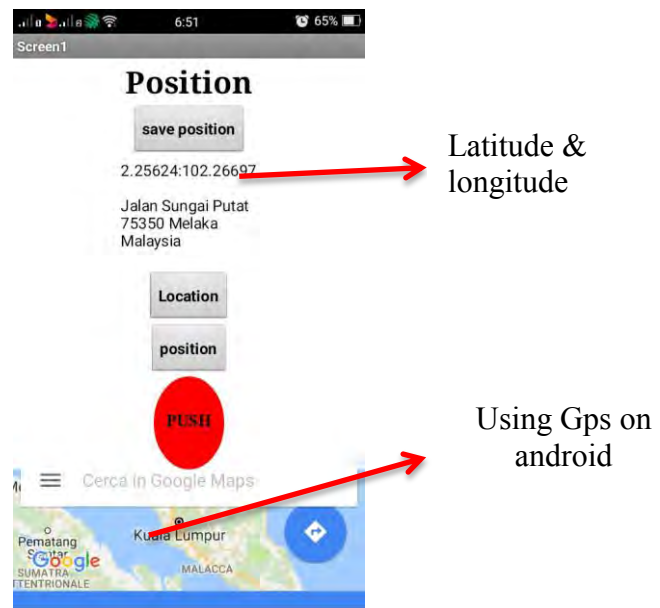 6:51
65%
Screen1
Position
save position
2.25624:102.26697
Jalan Sungai Putat
75350 Melaka
Malaysia
Location
position
PUSH
Cerca in Google Maps
Kuala Lumpur
Pematang
Google
SUMATRA
MALACCA
TTENTRIONALE
Latitude &
longitude
Using Gps on
android